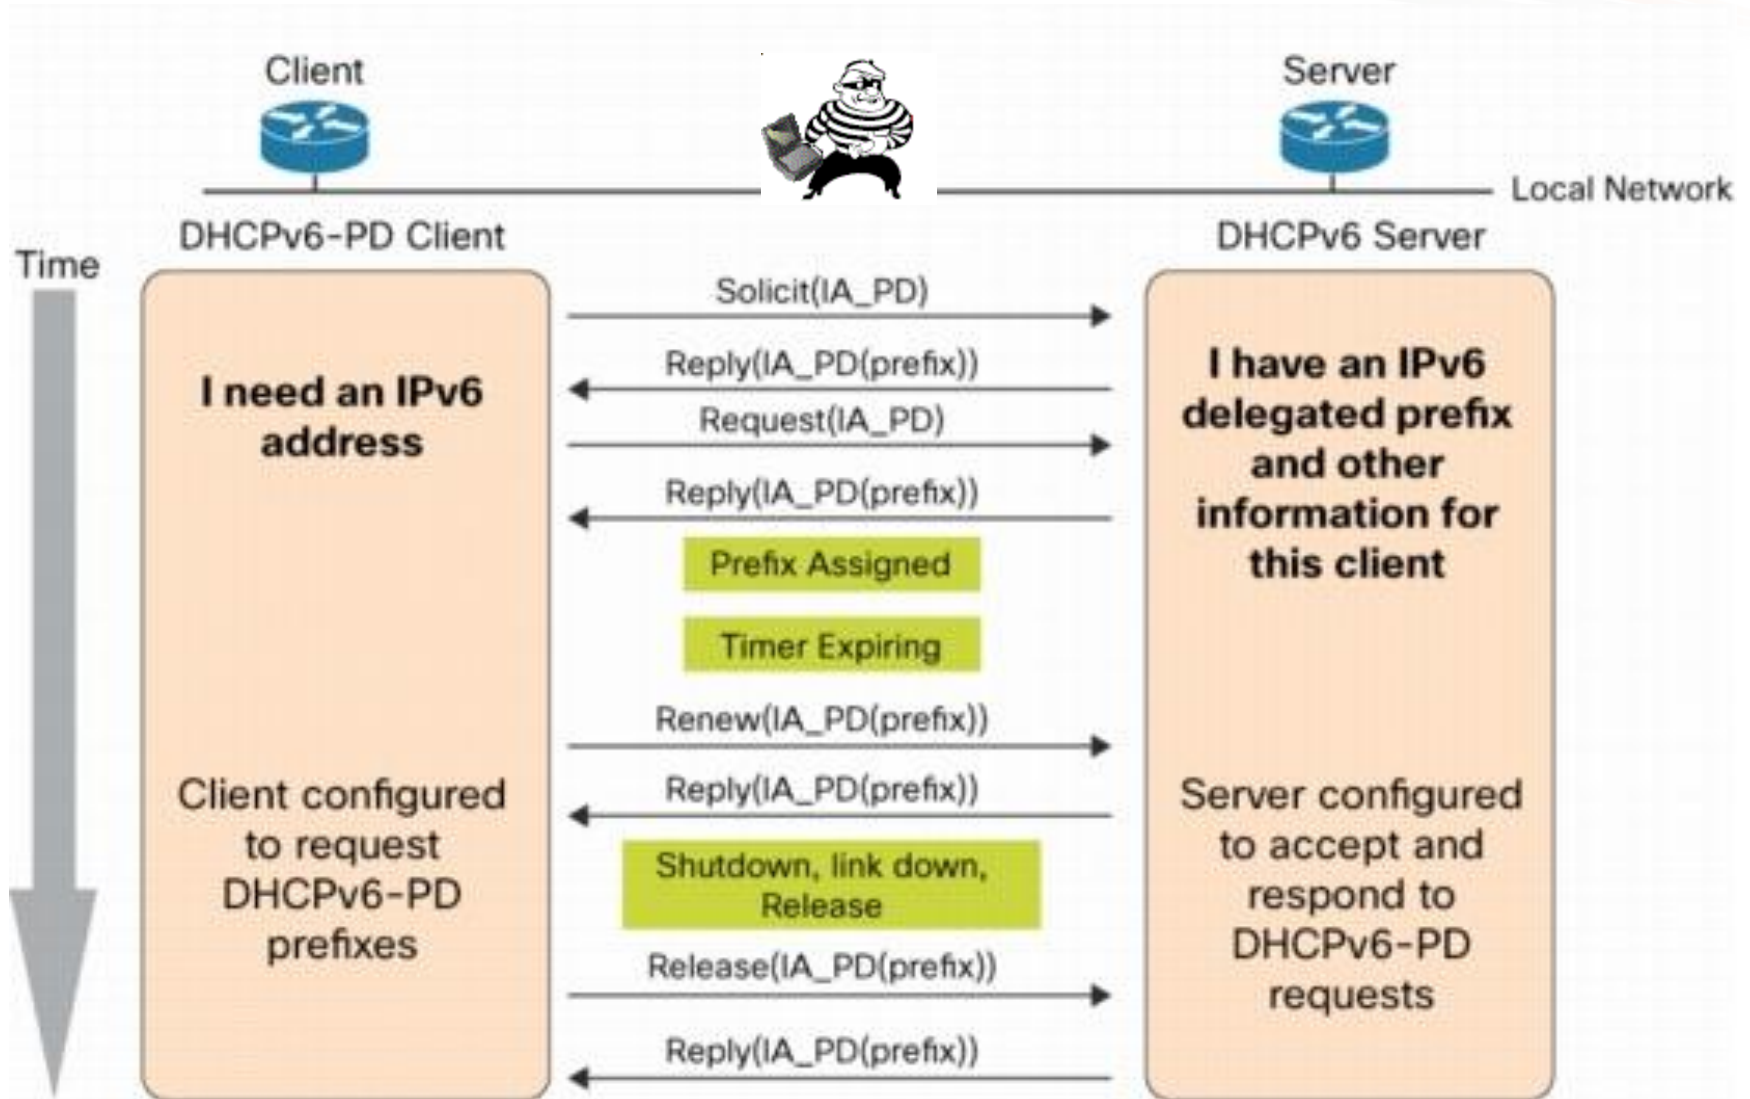 Client
Server
Local Network
DHCPv6-PD Client
DHCPv6 Server
Time
Solicit(IA_PD)
Reply(IA_PD(prefix))
Request(IA_PD)
Reply(IA_PD(prefix))
Prefix Assigned
Timer Expiring
Renew(IA_PD(prefix))
Reply(IA_PD(prefix))
Shutdown, link down,
Release
Release(IA_PD(prefix))
Reply(IA_PD(prefix))
I need an IPv6
address
Client configured
to request
DHCPv6-PD
prefixes
I have an IPv6
delegated prefix
and other
information for
this client
Server configured
to accept and
respond to
DHCPv6-PD
requests